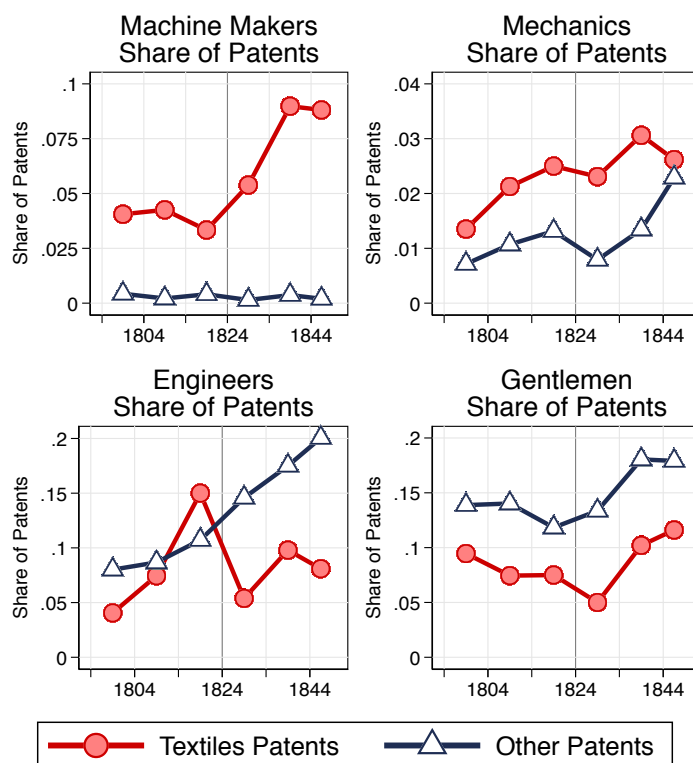 Machine Makers
Share of Patents
Share of Patents
.1
.075
.05
.025
0
1804
1824
1844
Mechanics
Share of Patents
Share of Patents
.04
.03
.02
.01
0
1804
1824
1844
Engineers
Share of Patents
Share of Patents
.2
.15
.1
.05
0
1804
1824
1844
Gentlemen
Share of Patents
Share of Patents
.2
.15
.1
.05
0
1804
1824
1844
Textiles Patents
Other Patents